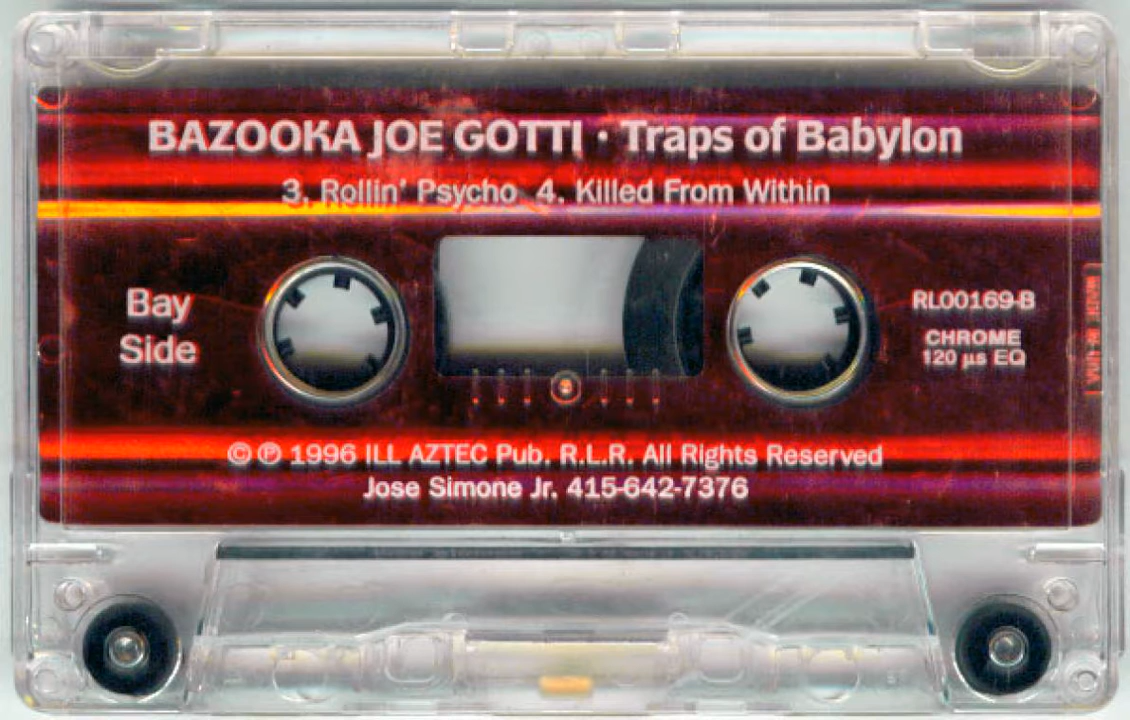 BAZOOKA JOE GOTTI · Traps of Babylon
3. Rollin' Psycho 4. Killed From Within
Bay
Side
RL00169-B
CHROME
120 µs EQ
© ℗ 1996 ILL AZTEC Pub. R.L.R. All Rights Reserved
Jose Simone Jr. 415-642-7376